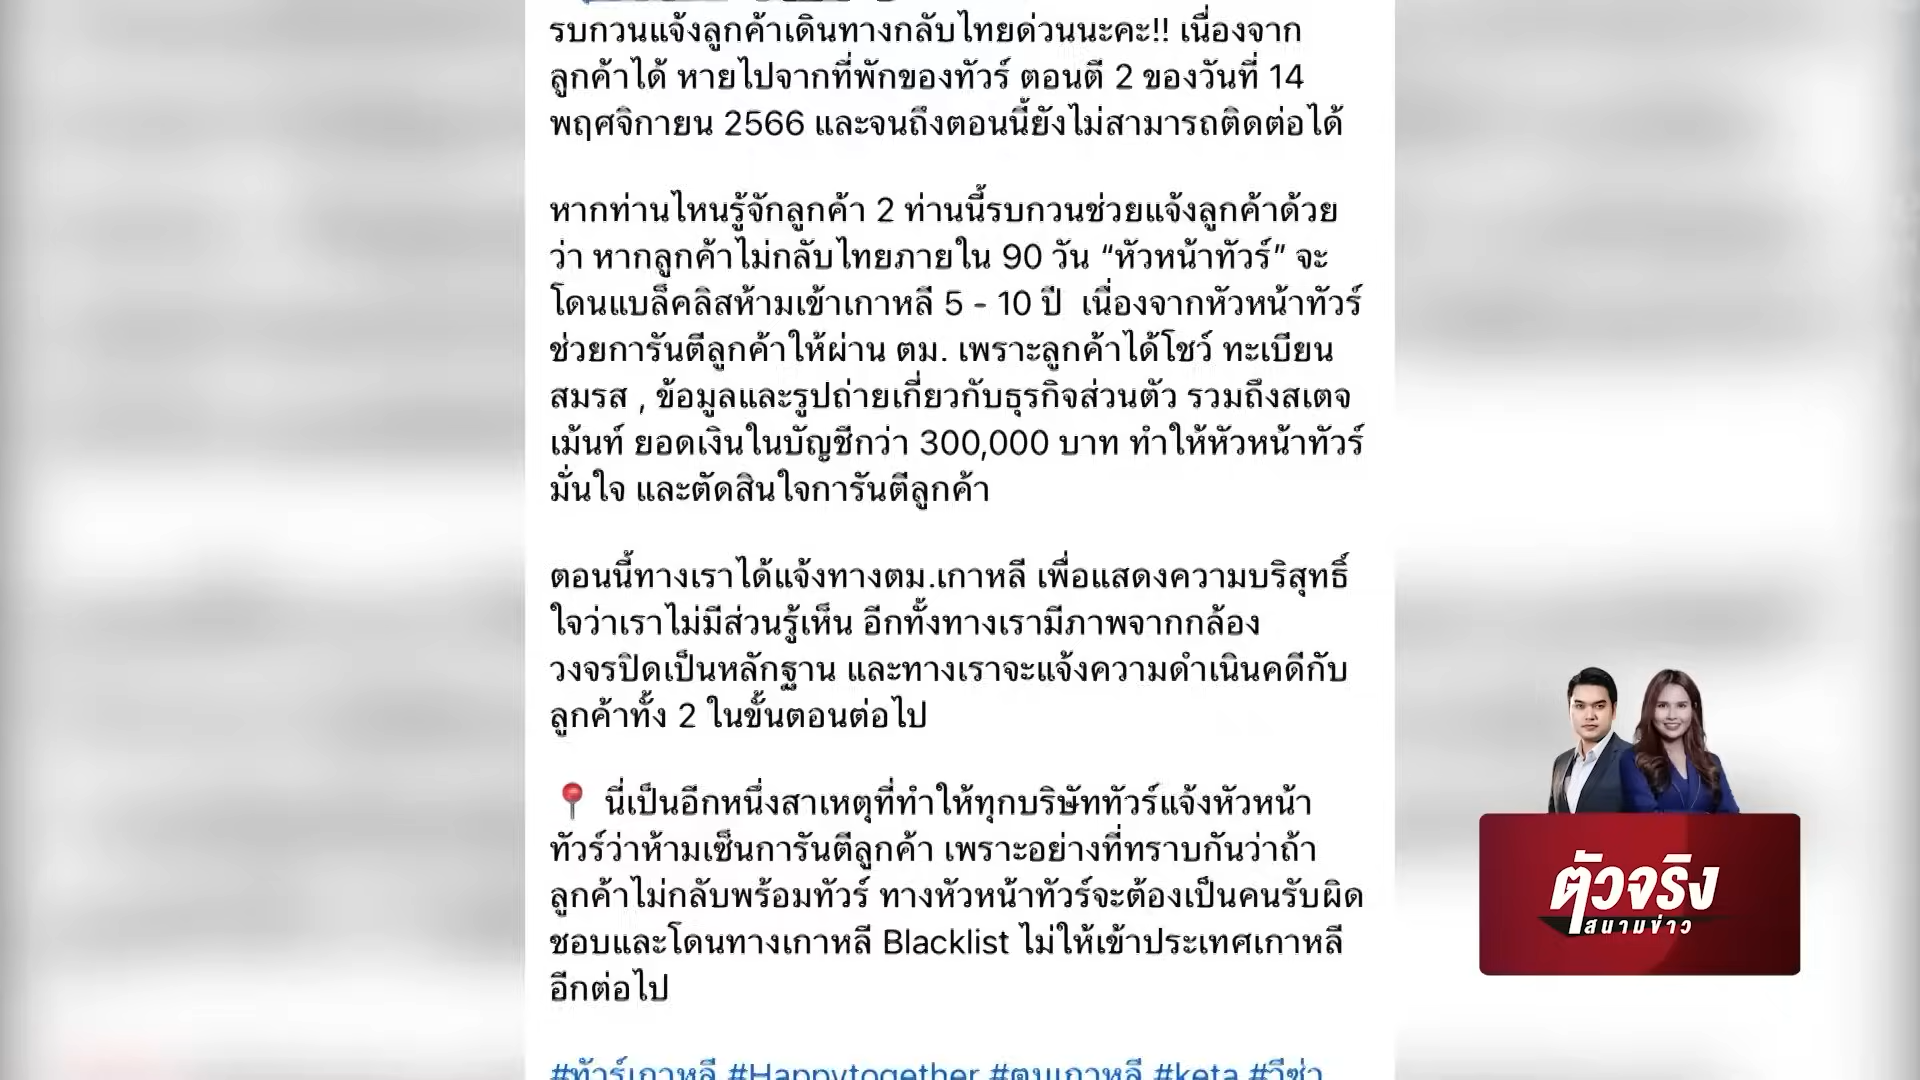 รบกวนแจ้งลูกค้าเดินทางกลับไทยด่วนนะคะ!! เนื่องจาก
ลูกค้าได้ หายไปจากที่พักของทัวร์ ตอนตี 2 ของวันที่ 14
พฤศจิกายน 2566 และจนถึงตอนนี้ยังไม่สามารถติดต่อได้
หากท่านไหนรู้จักลูกค้า 2 ท่านนี้รบกวนช่วยแจ้งลูกค้าด้วย
ว่า หากลูกค้าไม่กลับไทยภายใน 90 วัน “หัวหน้าทัวร์” จะ
โดนแบล็คลิสห้ามเข้าเกาหลี 5 - 10 ปี เนื่องจากหัวหน้าทัวร์
ช่วยการันตีลูกค้าให้ผ่าน ตม. เพราะลูกค้าได้โชว์ ทะเบียน
สมรส , ข้อมูลและรูปถ่ายเกี่ยวกับธุรกิจส่วนตัว รวมถึงสเตจ
เม้นท์ ยอดเงินในบัญชีกว่า 300,000 บาท ทำให้หัวหน้าทัวร์
มั่นใจ และตัดสินใจการันตีลูกค้า
ตอนนี้ทางเราได้แจ้งทางตม.เกาหลี เพื่อแสดงความบริสุทธิ์
ใจว่าเราไม่มีส่วนรู้เห็น อีกทั้งทางเรามีภาพจากกล้อง
วงจรปิดเป็นหลักฐาน และทางเราจะแจ้งความดำเนินคดีกับ
ลูกค้าทั้ง 2 ในขั้นตอนต่อไป
📍 นี่เป็นอีกหนึ่งสาเหตุที่ทำให้ทุกบริษัททัวร์แจ้งหัวหน้า
ทัวร์ว่าห้ามเซ็นการันตีลูกค้า เพราะอย่างที่ทราบกันว่าถ้า
ลูกค้าไม่กลับพร้อมทัวร์ ทางหัวหน้าทัวร์จะต้องเป็นคนรับผิด
ชอบและโดนทางเกาหลี Blacklist ไม่ให้เข้าประเทศเกาหลี
อีกต่อไป
#ทัวร์เกาหลี #Happytogether #ตมเกาหลี #keta #วีซ่า
ตัวจริง
สนามข่าว